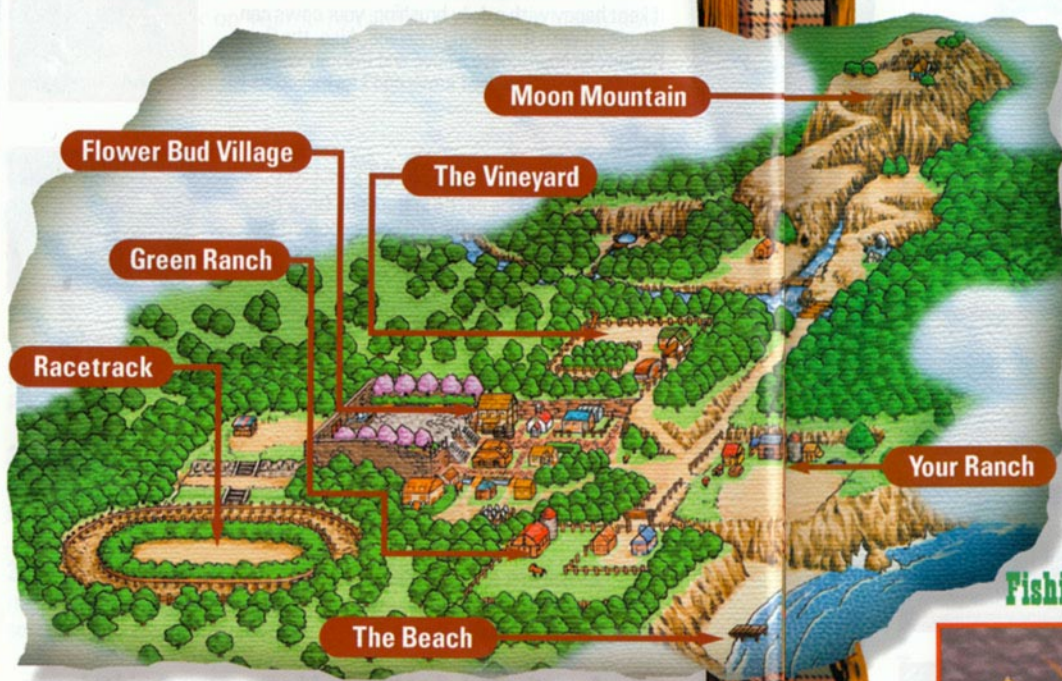 Moon Mountain
Flower Bud Village
The Vineyard
Green Ranch
Racetrack
Your Ranch
The Beach